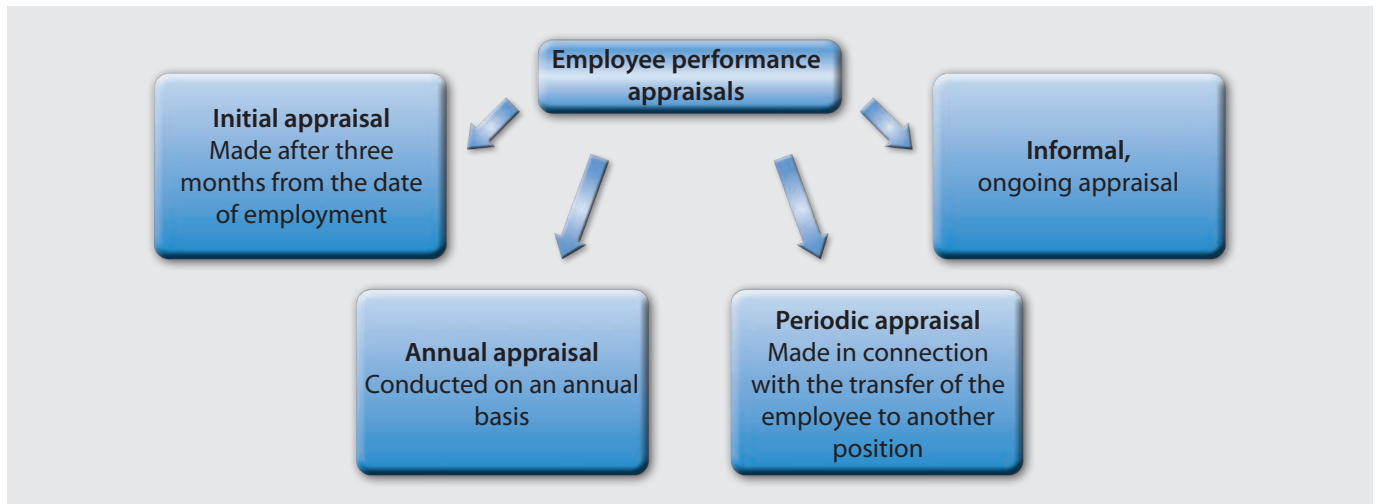 Employee performance
appraisals
Initial appraisal
Made after three
months from the date
of employment
Informal,
ongoing appraisal
Annual appraisal
Conducted on an annual
basis
Periodic appraisal
Made in connection
with the transfer of the
employee to another
position